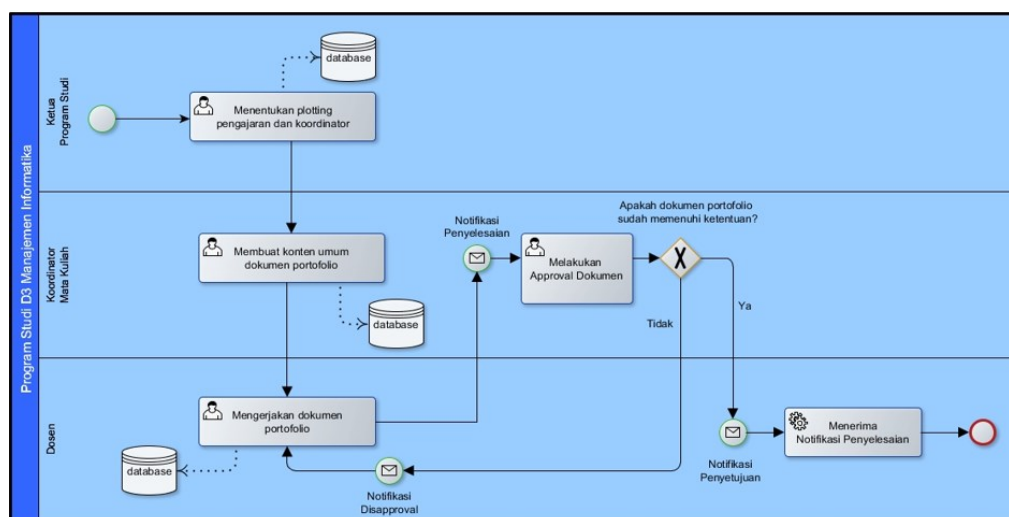 Program Studi D3 Manajemen Informatika
Ketua
Program Studi
database
Menentukan plotting
pengajaran dan koordinator
Koordinator
Mata Kuliah
Membuat konten umum
dokumen portofolio
database
Notifikasi
Penyelesaian
Melakukan
Approval Dokumen
Apakah dokumen portofolio
sudah memenuhi ketentuan?
Tidak
Ya
Dosen
Mengerjakan dokumen
portofolio
database
Notifikasi
Disapproval
Notifikasi
Penyetujuan
Menerima
Notifikasi Penyelesaian